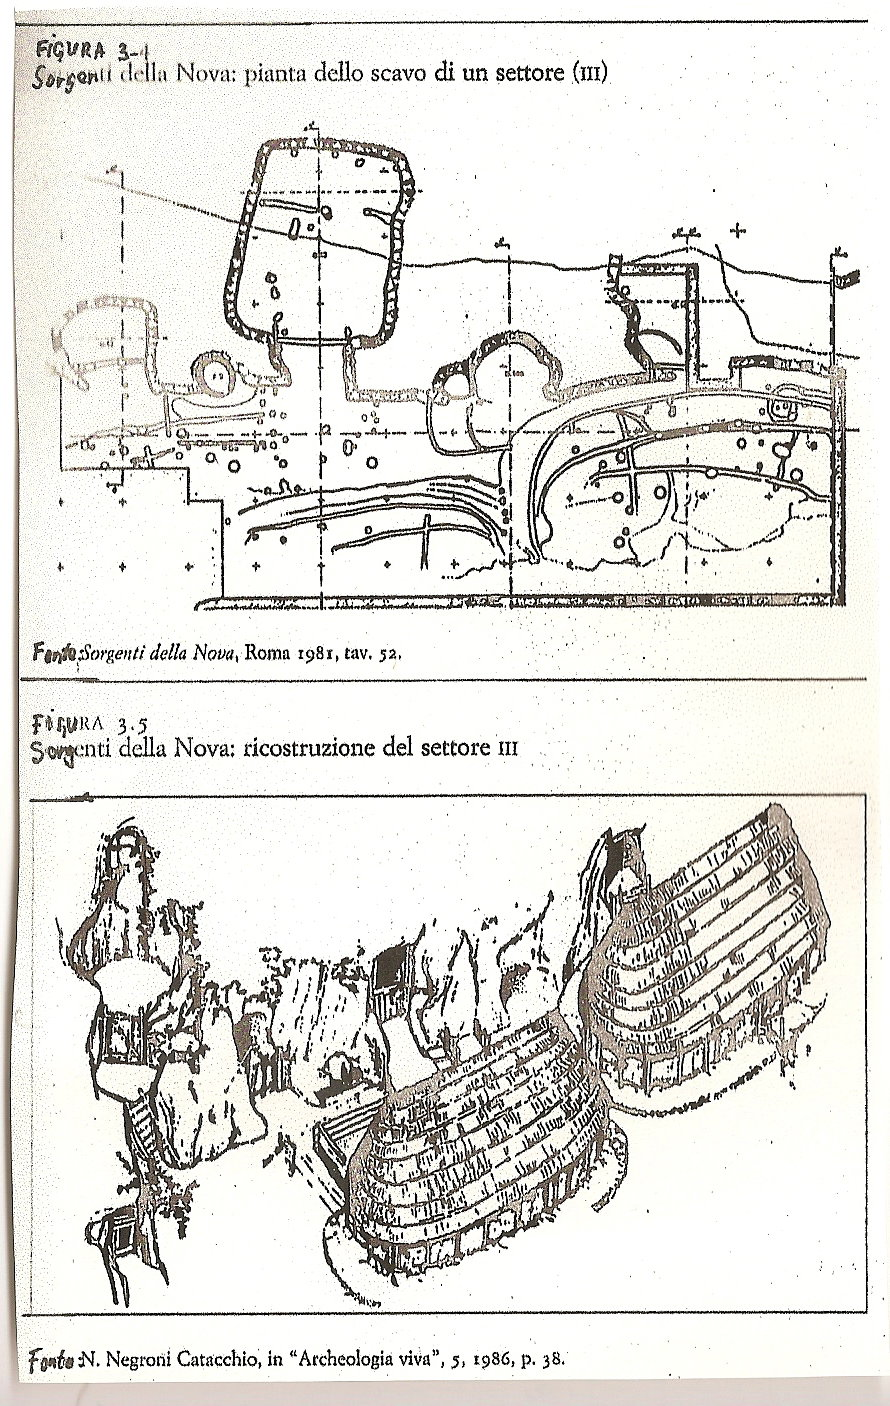 FIGURA 3.4
Sorgenti della Nova: pianta dello scavo di un settore (III)
Fonte: Sorgenti della Nova, Roma 1981, tav. 52.
FIGURA 3.5
Sorgenti della Nova: ricostruzione del settore III
Fonte: N. Negroni Catacchio, in "Archeologia viva", 5, 1986, p. 38.